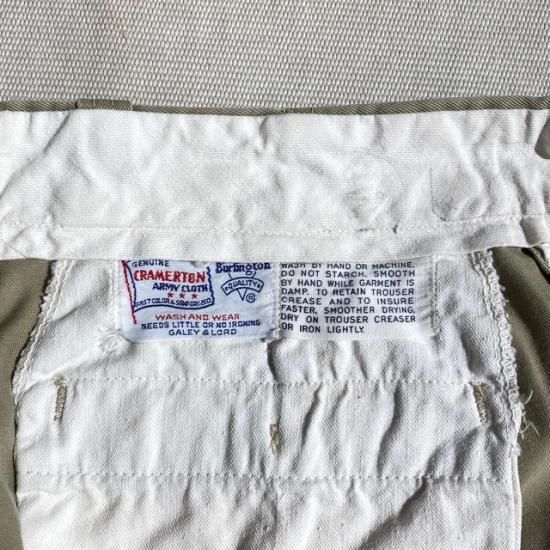 GENUINE
CRAMERTON
ARMY CLOTH
FAST COLOR & SANFORIZED
Burlington
QUALITY
WASH AND WEAR
NEEDS LITTLE OR NO IRONING
GALEY & LORD
WASH BY HAND OR MACHINE.
DO NOT STARCH. SMOOTH
BY HAND WHILE GARMENT IS
DAMP. TO RETAIN TROUSER
CREASE AND TO INSURE
FASTER, SMOOTHER DRYING,
DRY ON TROUSER CREASER
OR IRON LIGHTLY.